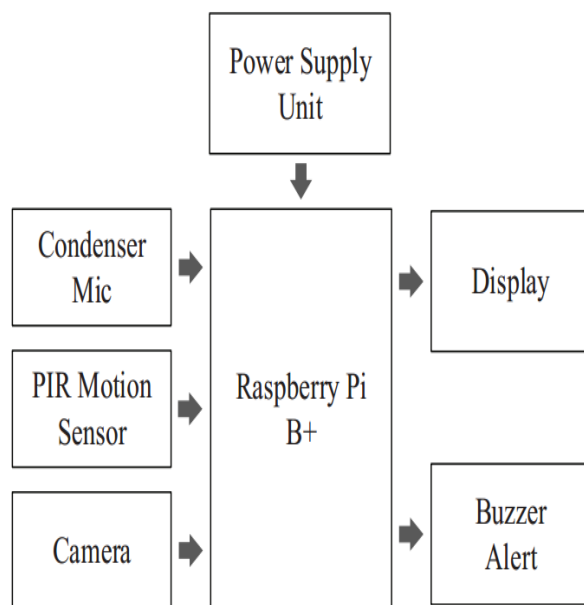 Power Supply
Unit
Condenser
Mic
PIR Motion
Sensor
Camera
Raspberry Pi
B+
Display
Buzzer
Alert